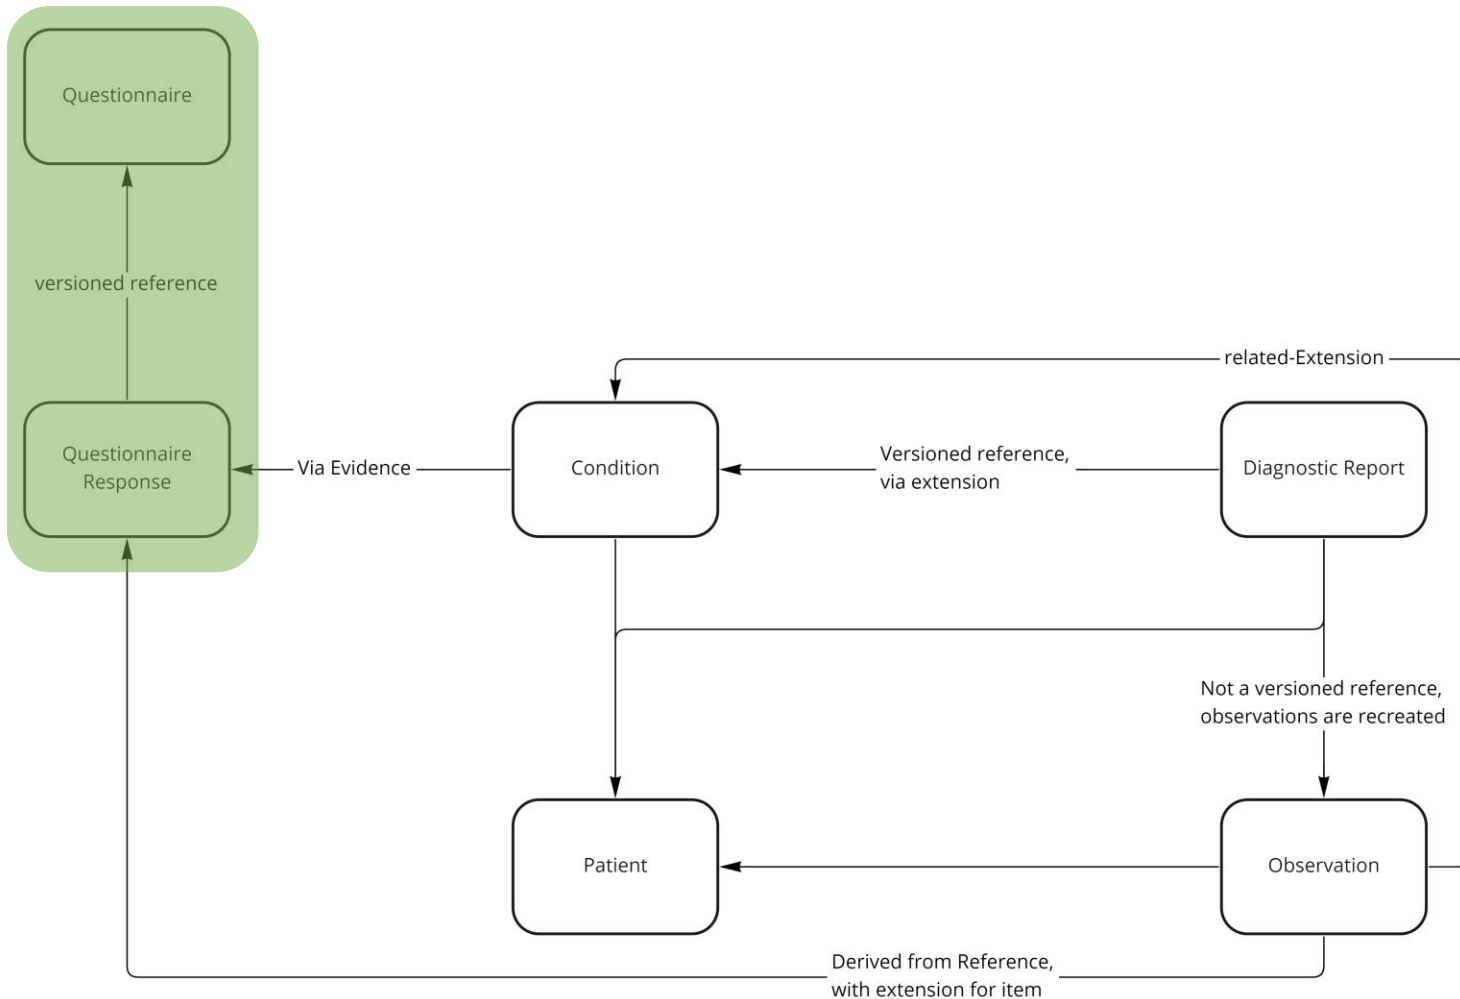 Questionnaire
versioned reference
related-Extension
Questionnaire
Response
Via Evidence
Condition
Versioned reference,
via extension
Diagnostic Report
Not a versioned reference,
observations are recreated
Patient
Observation
Derived from Reference,
with extension for item